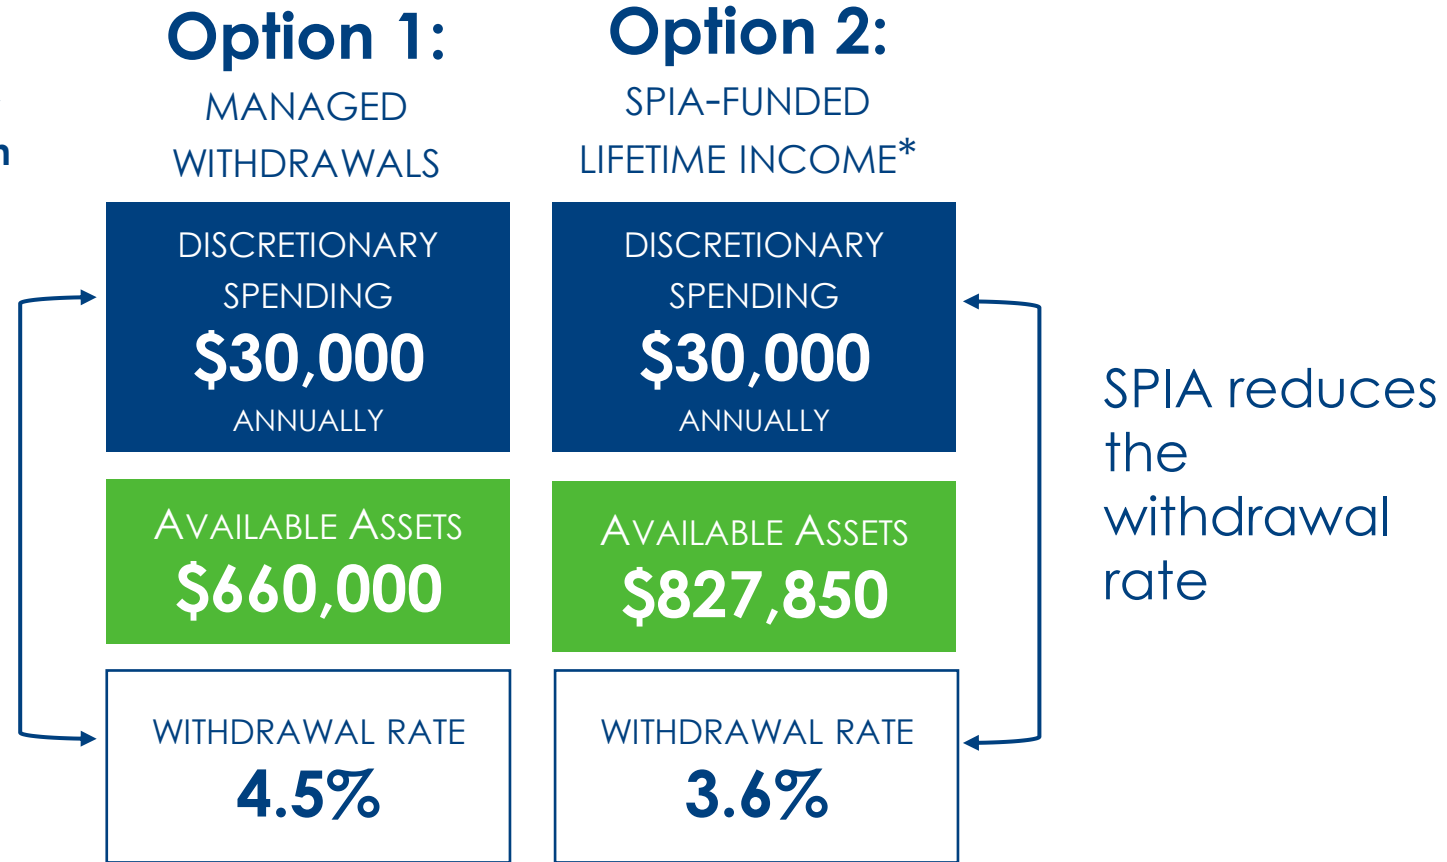 Option 1:
MANAGED
WITHDRAWALS
DISCRETIONARY
SPENDING
$30,000
ANNUALLY
AVAILABLE ASSETS
$660,000
WITHDRAWAL RATE
4.5%
Option 2:
SPIA-FUNDED
LIFETIME INCOME*
DISCRETIONARY
SPENDING
$30,000
ANNUALLY
AVAILABLE ASSETS
$827,850
WITHDRAWAL RATE
3.6%
SPIA reduces
the
withdrawal
rate